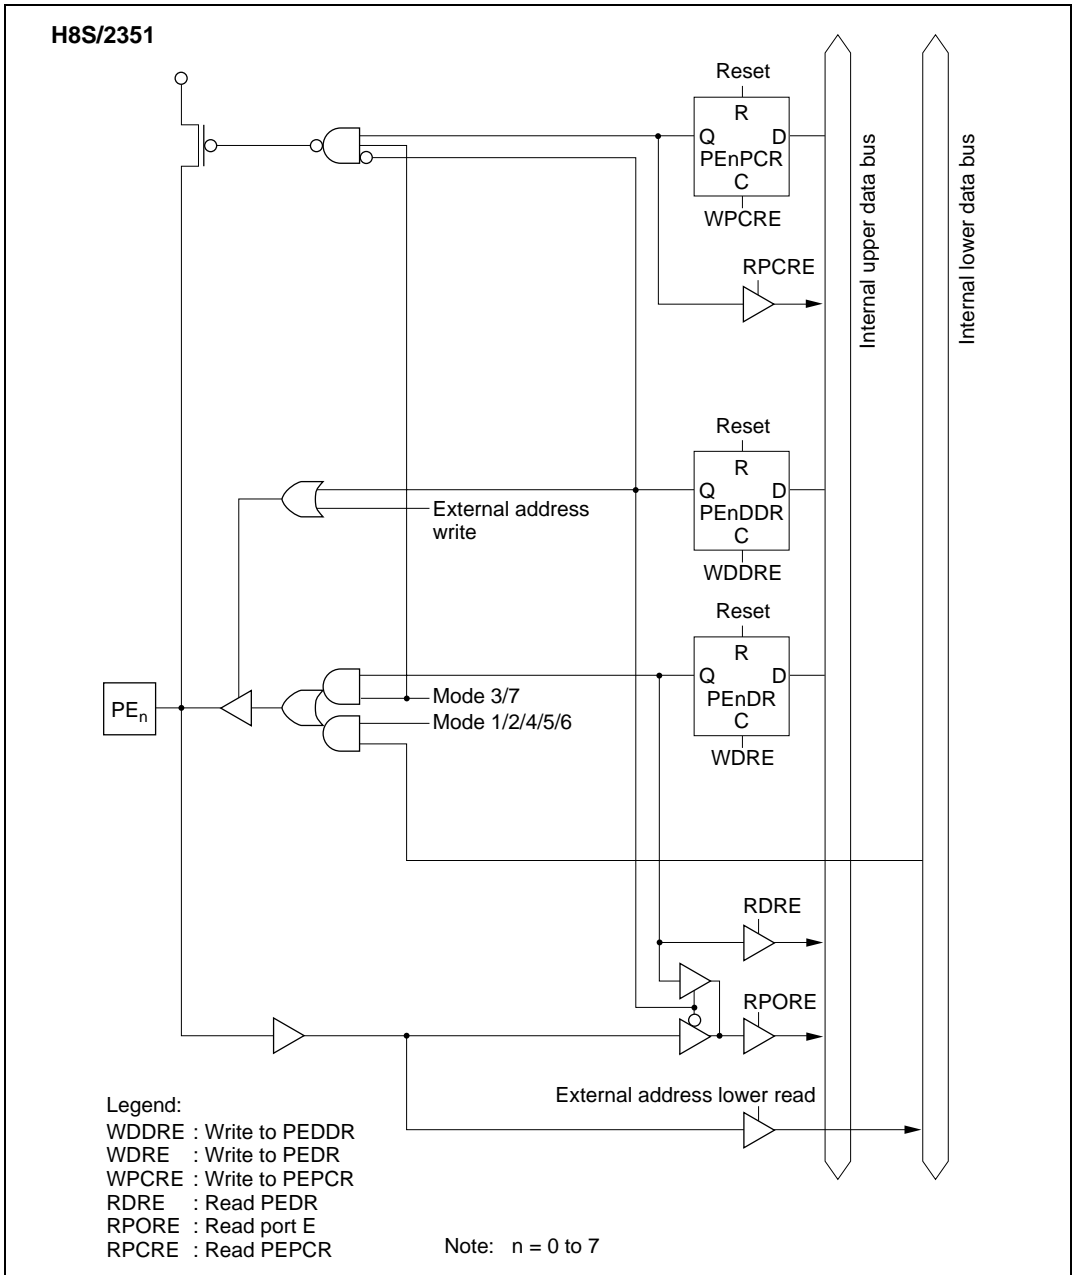 H8S/2351
Reset
R
Q D
PEnPCR
C
WPCRE
RPCRE
Internal upper data bus
Internal lower data bus
Reset
R
Q D
PEnDDR
C
WDDRE
External address
write
Reset
R
Q D
PEnDR
C
WDRE
PEn
Mode 3/7
Mode 1/2/4/5/6
RDRE
RPORE
External address lower read
Legend:
WDDRE : Write to PEDDR
WDRE : Write to PEDR
WPCRE : Write to PEPCR
RDRE : Read PEDR
RPORE : Read port E
RPCRE : Read PEPCR
Note: n = 0 to 7